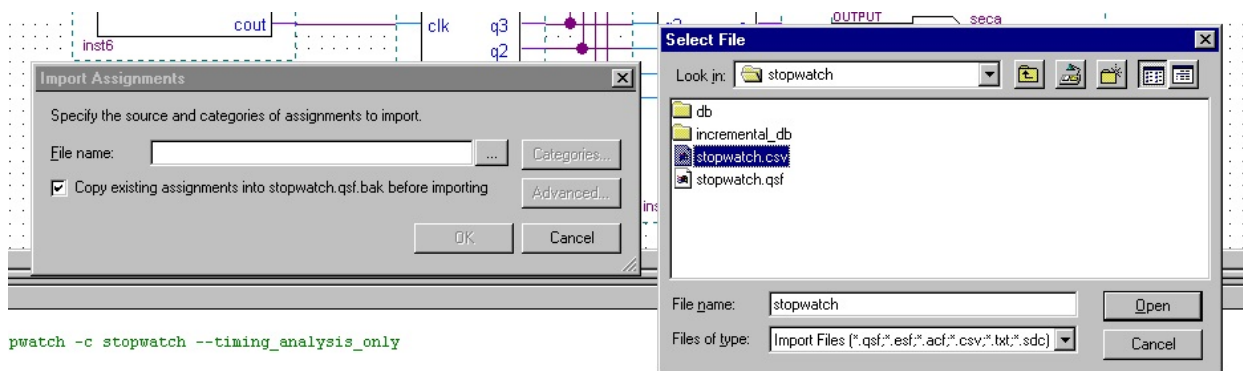 cout
inst6
clk
q3
q2
OUTPUT
seca
Import Assignments
Specify the source and categories of assignments to import.
File name:
...
Categories...
Copy existing assignments into stopwatch.qsf.bak before importing
Advanced...
OK
Cancel
ins
Select File
Look in:
stopwatch
db
incremental_db
stopwatch.csv
stopwatch.qsf
File name:
stopwatch
Open
Files of type:
Import Files (*.qsf;*.esf;*.acf;*.csv;*.txt;*.sdc)
Cancel
pwatch -c stopwatch --timing_analysis_only